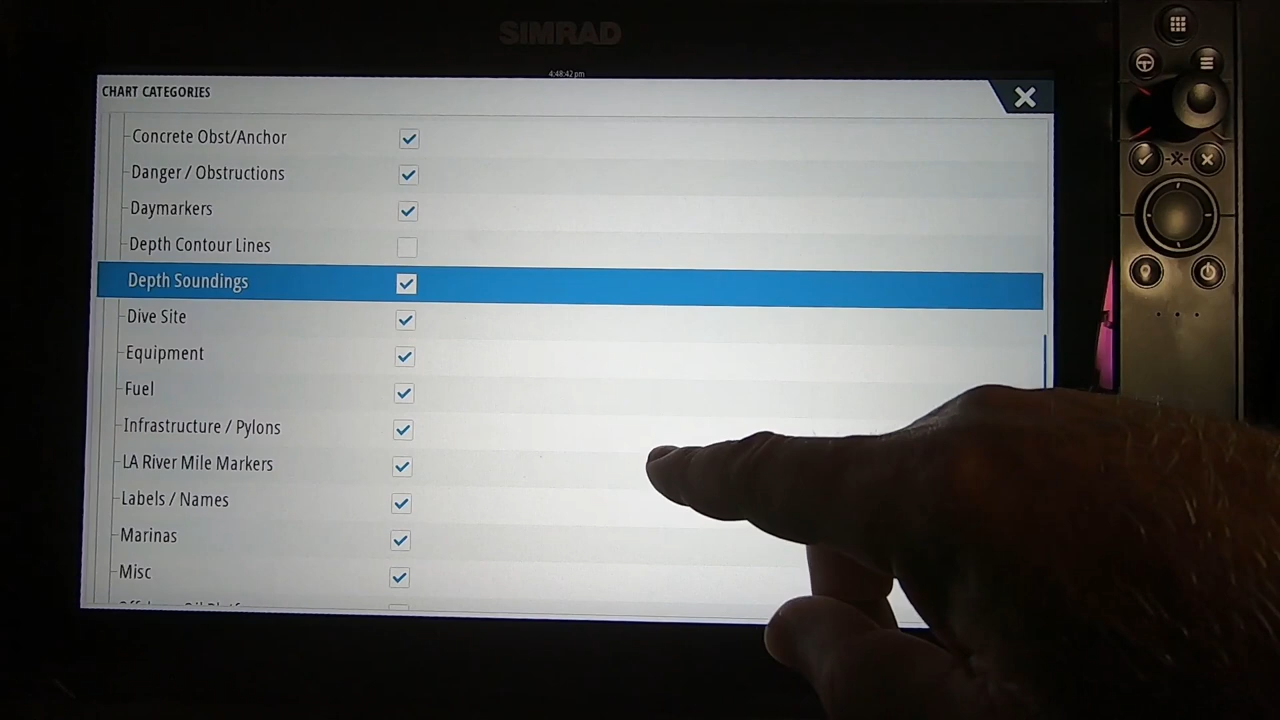 SIMRAD
4:48:42 pm
CHART CATEGORIES
Concrete Obst/Anchor
Danger / Obstructions
Daymarkers
Depth Contour Lines
Depth Soundings
Dive Site
Equipment
Fuel
Infrastructure / Pylons
LA River Mile Markers
Labels / Names
Marinas
Misc